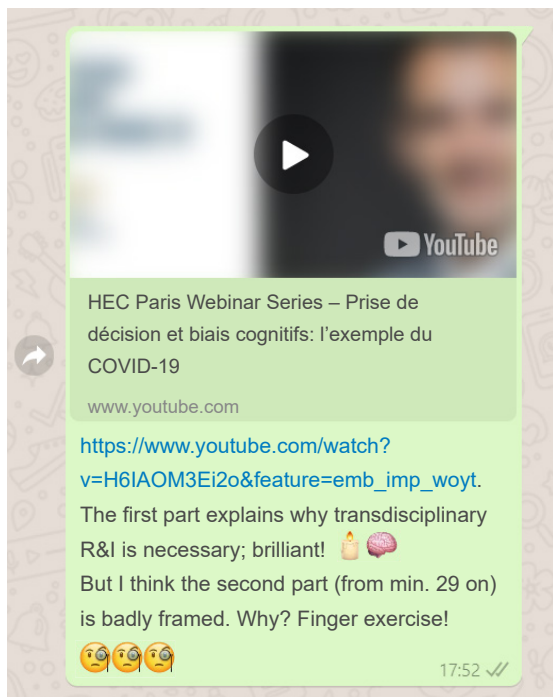 YouTube
HEC Paris Webinar Series – Prise de
décision et biais cognitifs: l’exemple du
COVID-19
www.youtube.com
https://www.youtube.com/watch?
v=H6IAOM3Ei2o&feature=emb_imp_woyt.
The first part explains why transdisciplinary
R&I is necessary; brilliant! 🕯️🧠
But I think the second part (from min. 29 on)
is badly framed. Why? Finger exercise!
🧐🧐🧐
17:52